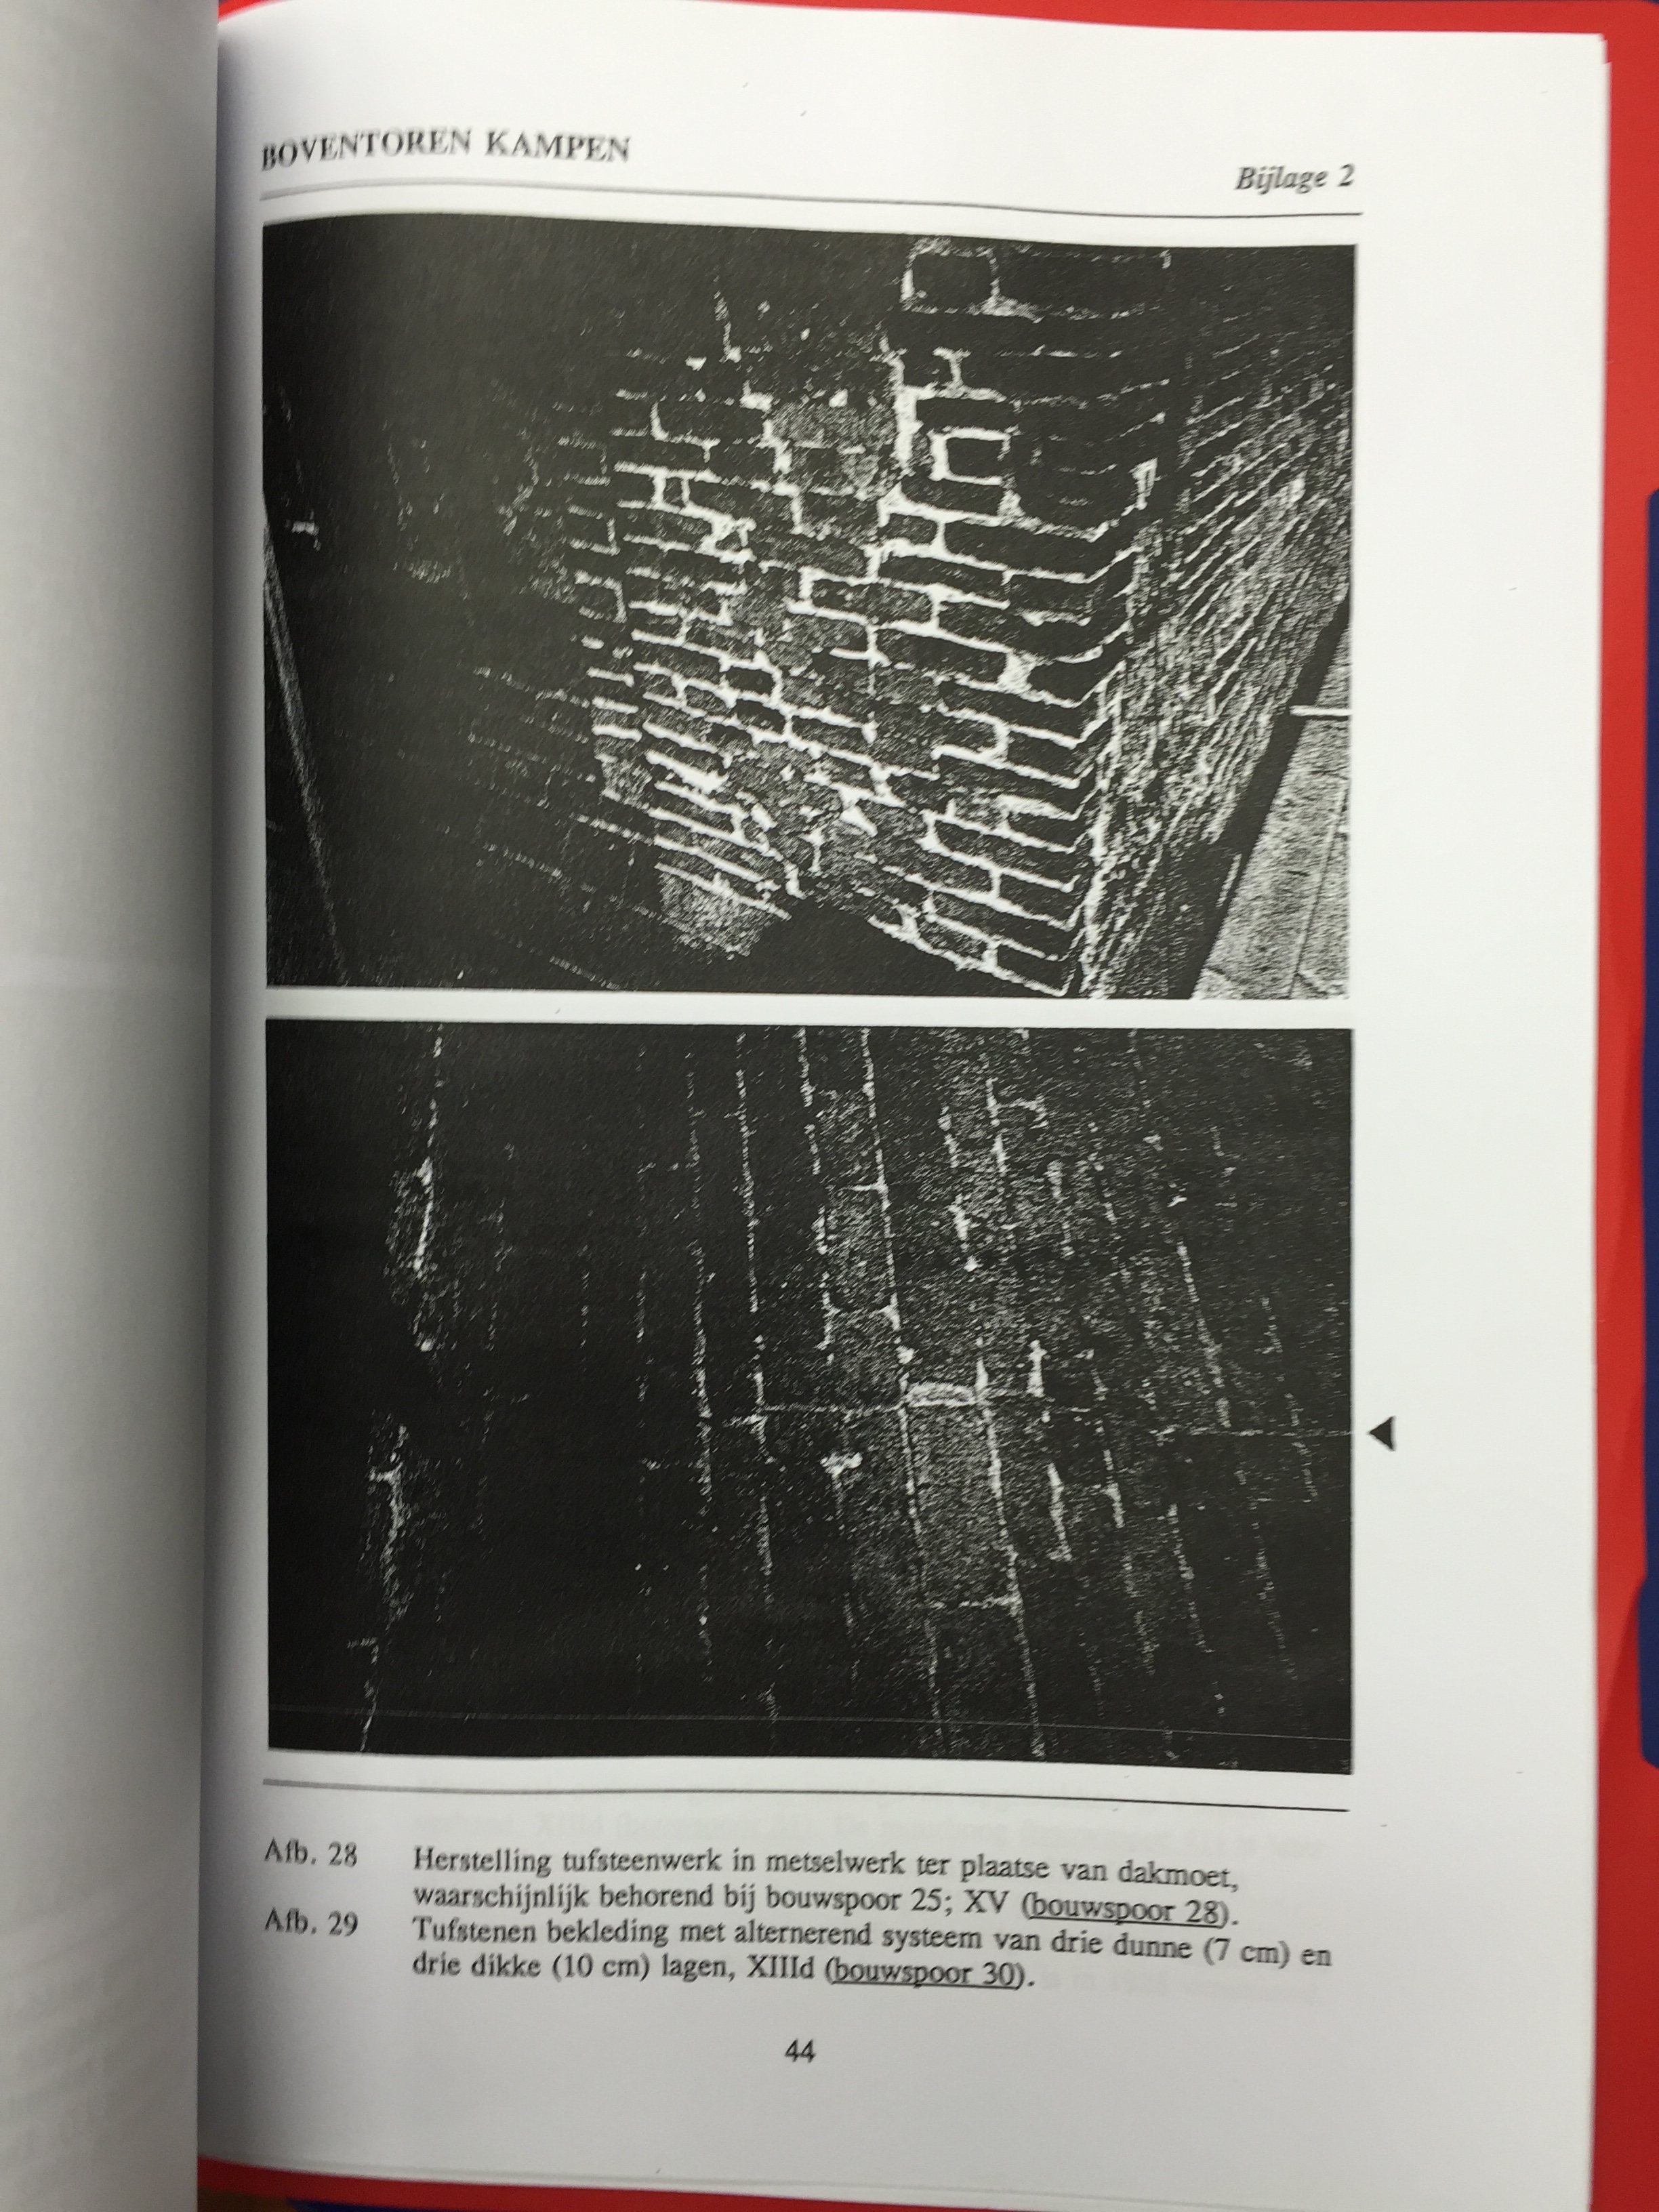 BOVENTOREN KAMPEN
Bijlage 2
Afb. 28 Herstelling tufsteenwerk in metselwerk ter plaatse van dakmoet,
waarschijnlijk behorend bij bouwspoor 25; XV (bouwspoor 28).
Afb. 29 Tufstenen bekleding met alternerend systeem van drie dunne (7 cm) en
drie dikke (10 cm) lagen, XIIId (bouwspoor 30).
44